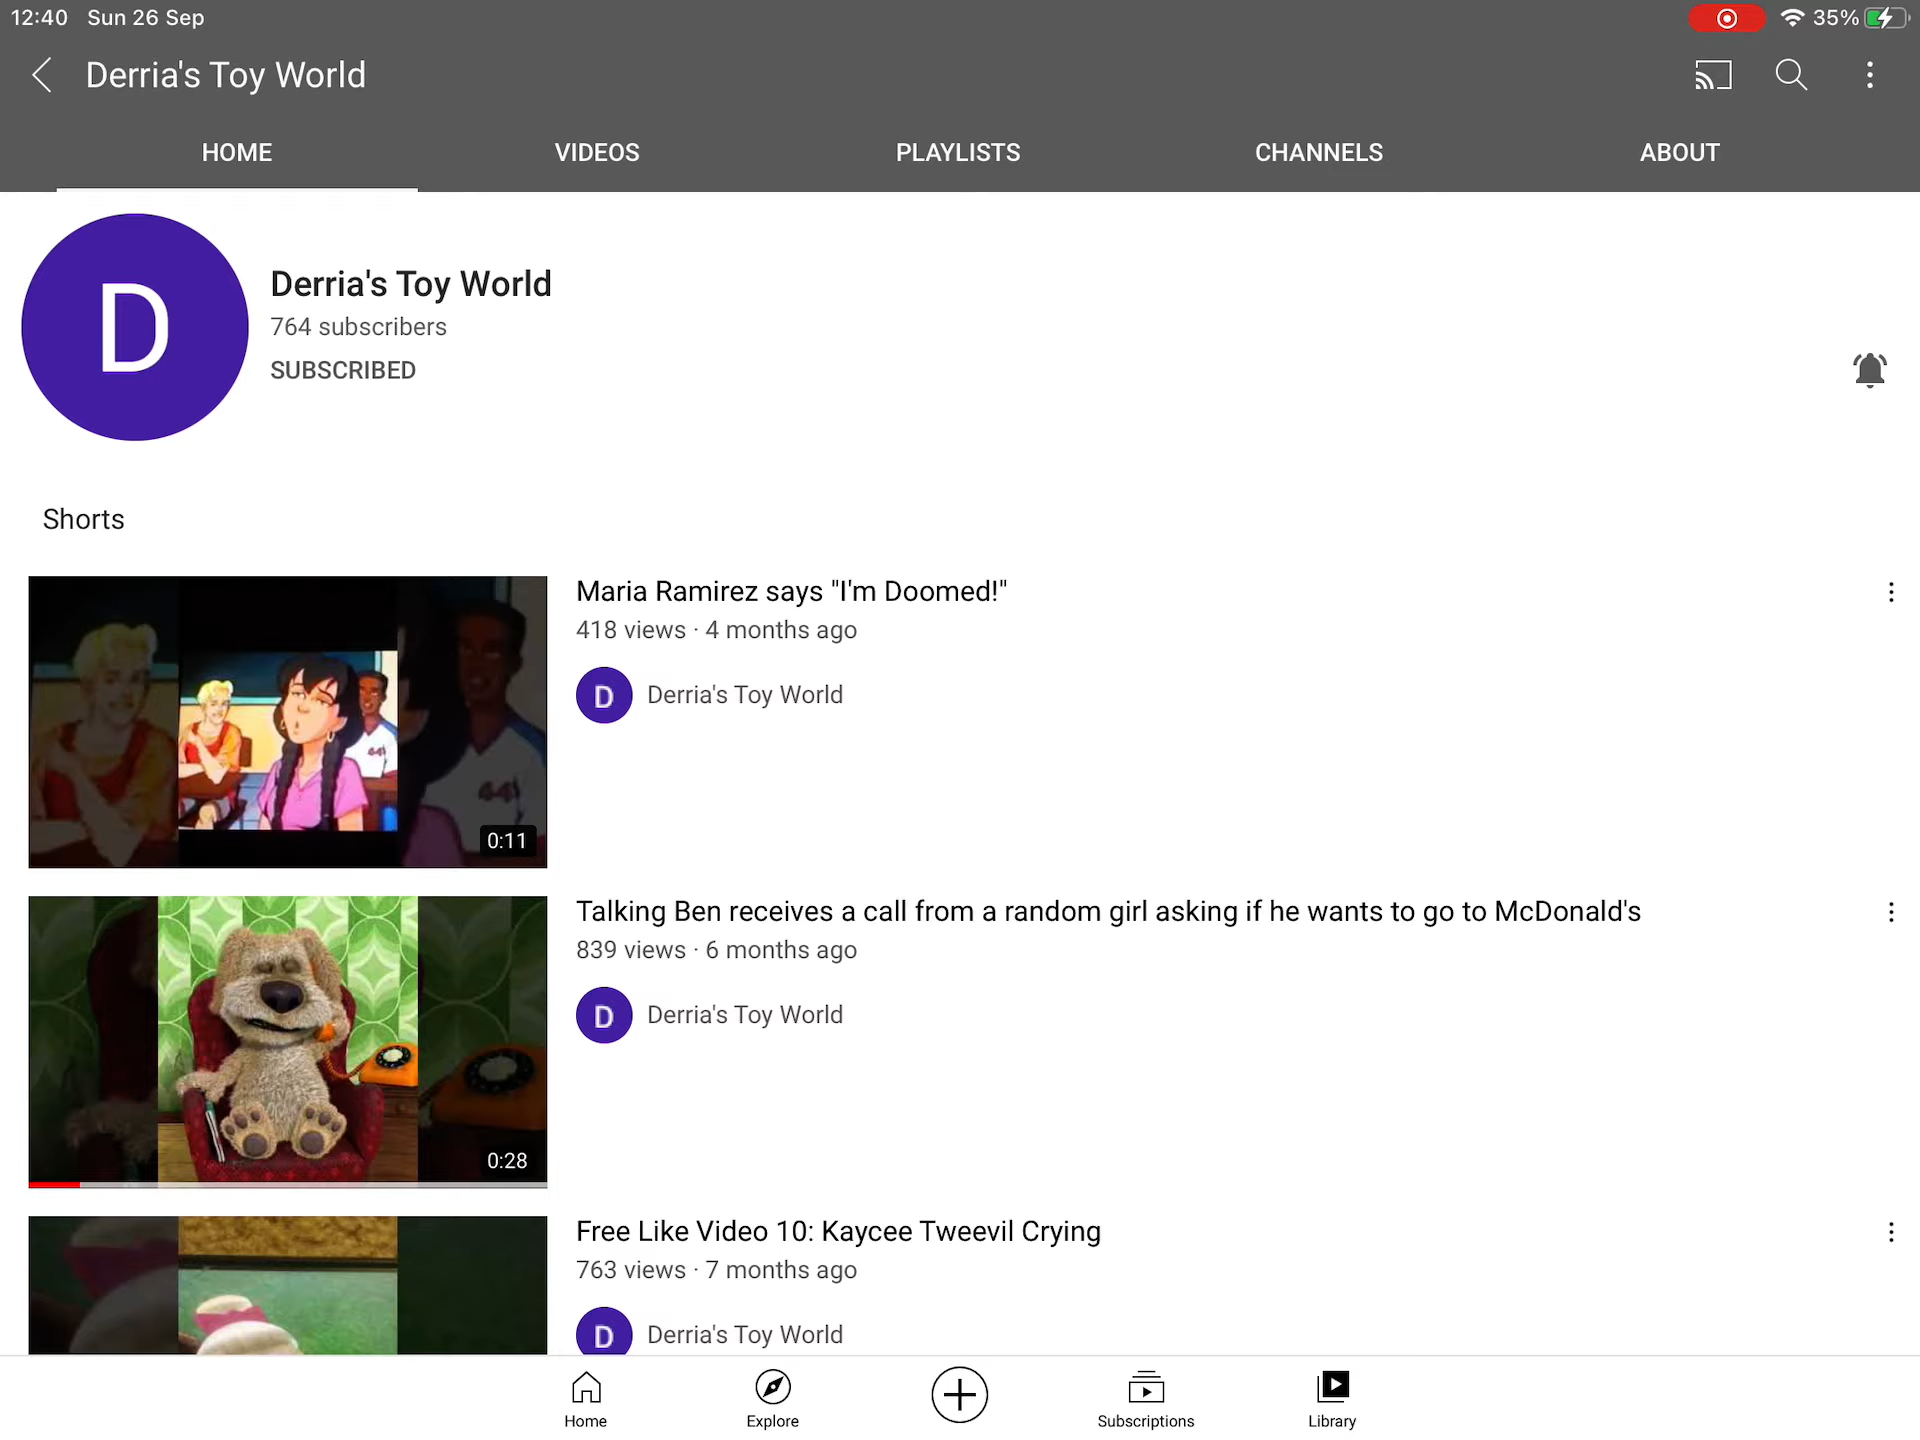 12:40 Sun 26 Sep 35%
Derria's Toy World
HOME VIDEOS PLAYLISTS CHANNELS ABOUT
D
Derria's Toy World
764 subscribers
SUBSCRIBED
Shorts
Maria Ramirez says "I'm Doomed!"
418 views · 4 months ago
D Derria's Toy World
44
44
0:11
Talking Ben receives a call from a random girl asking if he wants to go to McDonald's
839 views · 6 months ago
D Derria's Toy World
0:28
Free Like Video 10: Kaycee Tweevil Crying
763 views · 7 months ago
D Derria's Toy World
Home Explore Subscriptions Library